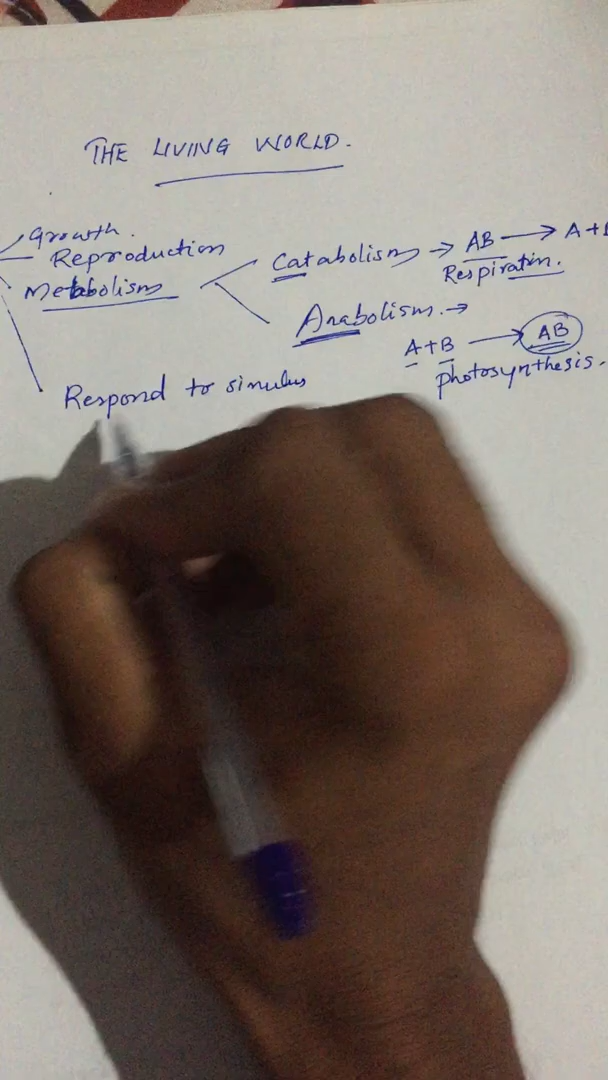 THE LIVING WORLD.
Growth.
Reproduction
Metabolism
Catabolism → AB → A+B
Respiration.
Anabolism. →
A+B → AB
Photosynthesis.
Respond to simulus